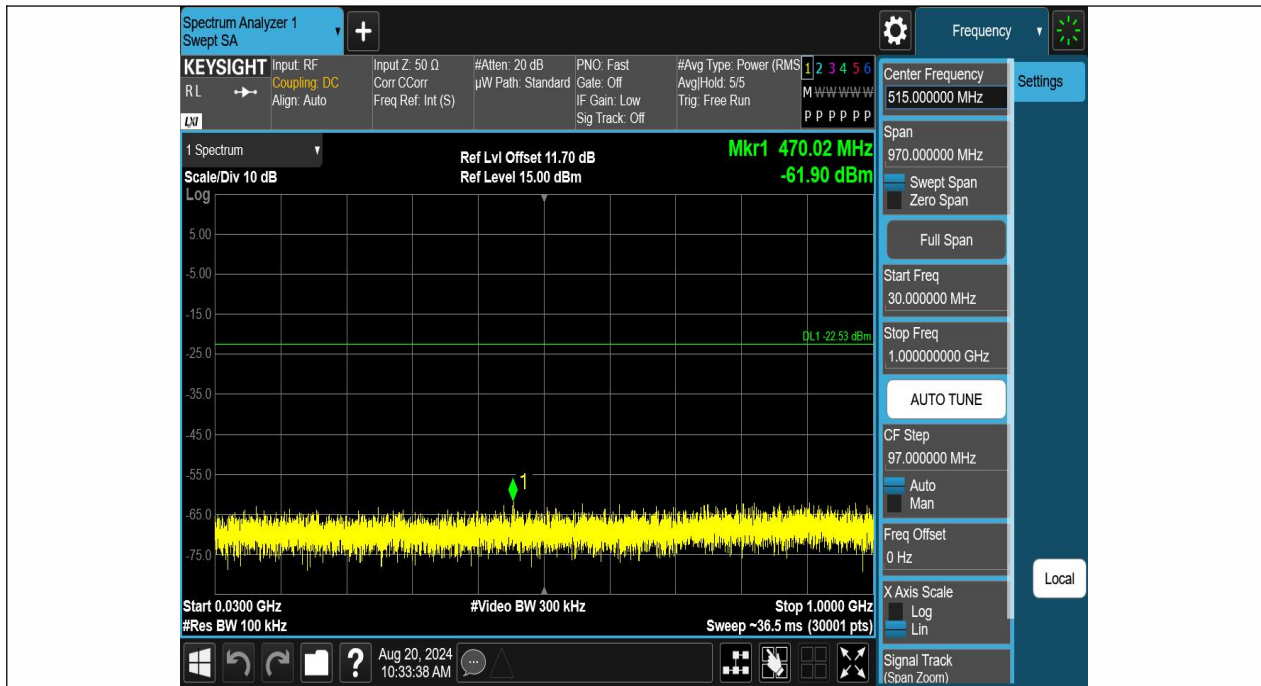 Spectrum Analyzer 1
Swept SA
+
Frequency
KEYSIGHT
R L
LXI
Input: RF
Coupling: DC
Align: Auto
Input Z: 50 Ω
Corr CCorr
Freq Ref: Int (S)
#Atten: 20 dB
µW Path: Standard
PNO: Fast
Gate: Off
IF Gain: Low
Sig Track: Off
#Avg Type: Power (RMS
Avg|Hold: 5/5
Trig: Free Run
1 2 3 4 5 6
M W W W W W
P P P P P P
1 Spectrum
Scale/Div 10 dB
Log
Ref Lvl Offset 11.70 dB
Ref Level 15.00 dBm
Mkr1 470.02 MHz
-61.90 dBm
5.00
-5.00
-15.0
DL1 -22.53 dBm
-25.0
-35.0
-45.0
-55.0
1
-65.0
-75.0
Start 0.0300 GHz
#Res BW 100 kHz
#Video BW 300 kHz
Stop 1.0000 GHz
Sweep ~36.5 ms (30001 pts)
Aug 20, 2024
10:33:38 AM
?
Center Frequency
515.000000 MHz
Settings
Span
970.000000 MHz
Swept Span
Zero Span
Full Span
Start Freq
30.000000 MHz
Stop Freq
1.000000000 GHz
AUTO TUNE
CF Step
97.000000 MHz
Auto
Man
Freq Offset
0 Hz
Local
X Axis Scale
Log
Lin
Signal Track
(Span Zoom)